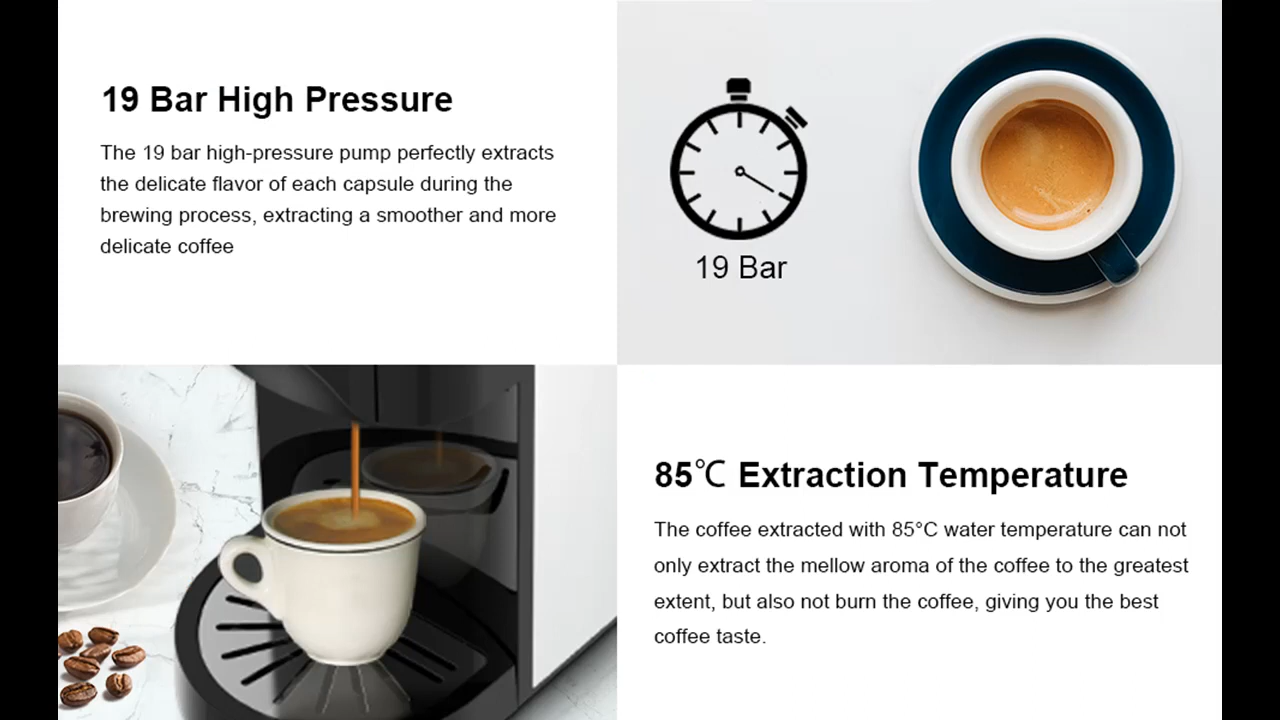 19 Bar High Pressure
The 19 bar high-pressure pump perfectly extracts
the delicate flavor of each capsule during the
brewing process, extracting a smoother and more
delicate coffee
19 Bar
85℃ Extraction Temperature
The coffee extracted with 85°C water temperature can not
only extract the mellow aroma of the coffee to the greatest
extent, but also not burn the coffee, giving you the best
coffee taste.